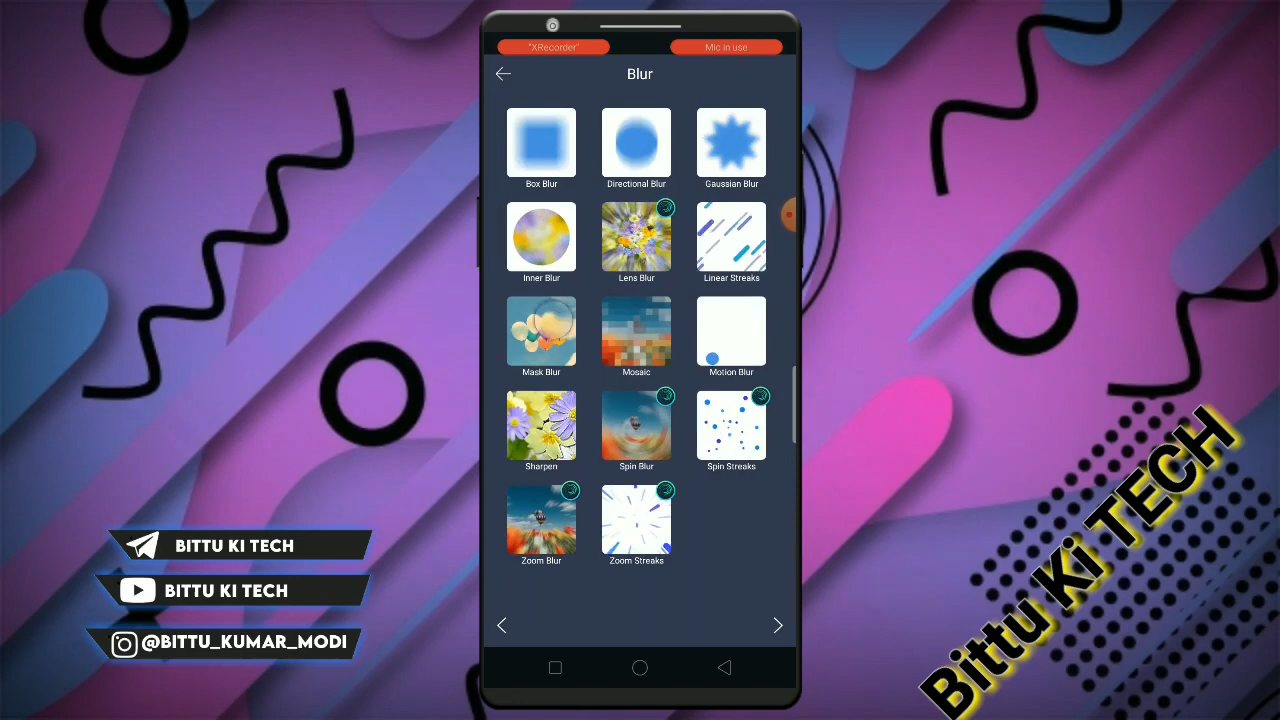 "XRecorder"
Mic in use
Blur
Box Blur
Directional Blur
Gaussian Blur
Inner Blur
Lens Blur
Linear Streaks
Mask Blur
Mosaic
Motion Blur
Sharpen
Spin Blur
Spin Streaks
Zoom Blur
Zoom Streaks
BITTU KI TECH
BITTU KI TECH
@BITTU_KUMAR_MODI
Bittu Ki TECH